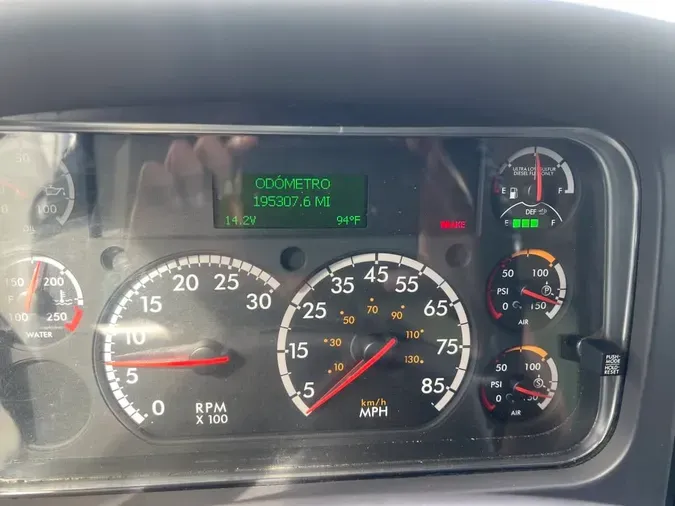 ODÓMETRO
195307.6 MI
14.2V 94°F
BRAKE
ULTRA LOW SULFUR
DIESEL FUEL ONLY
E F
DEF
E F
50 100
PSI P
0 150
AIR
50 100
PSI
0 150
AIR
PUSH-
MODE
HOLD-
RESET
100
OIL
150 200
F
100 250
WATER
0 5 10 15 20 25 30
RPM
X 100
5 15 25 35 45 55 65 75 85
10 30 50 70 90 110 130
km/h
MPH